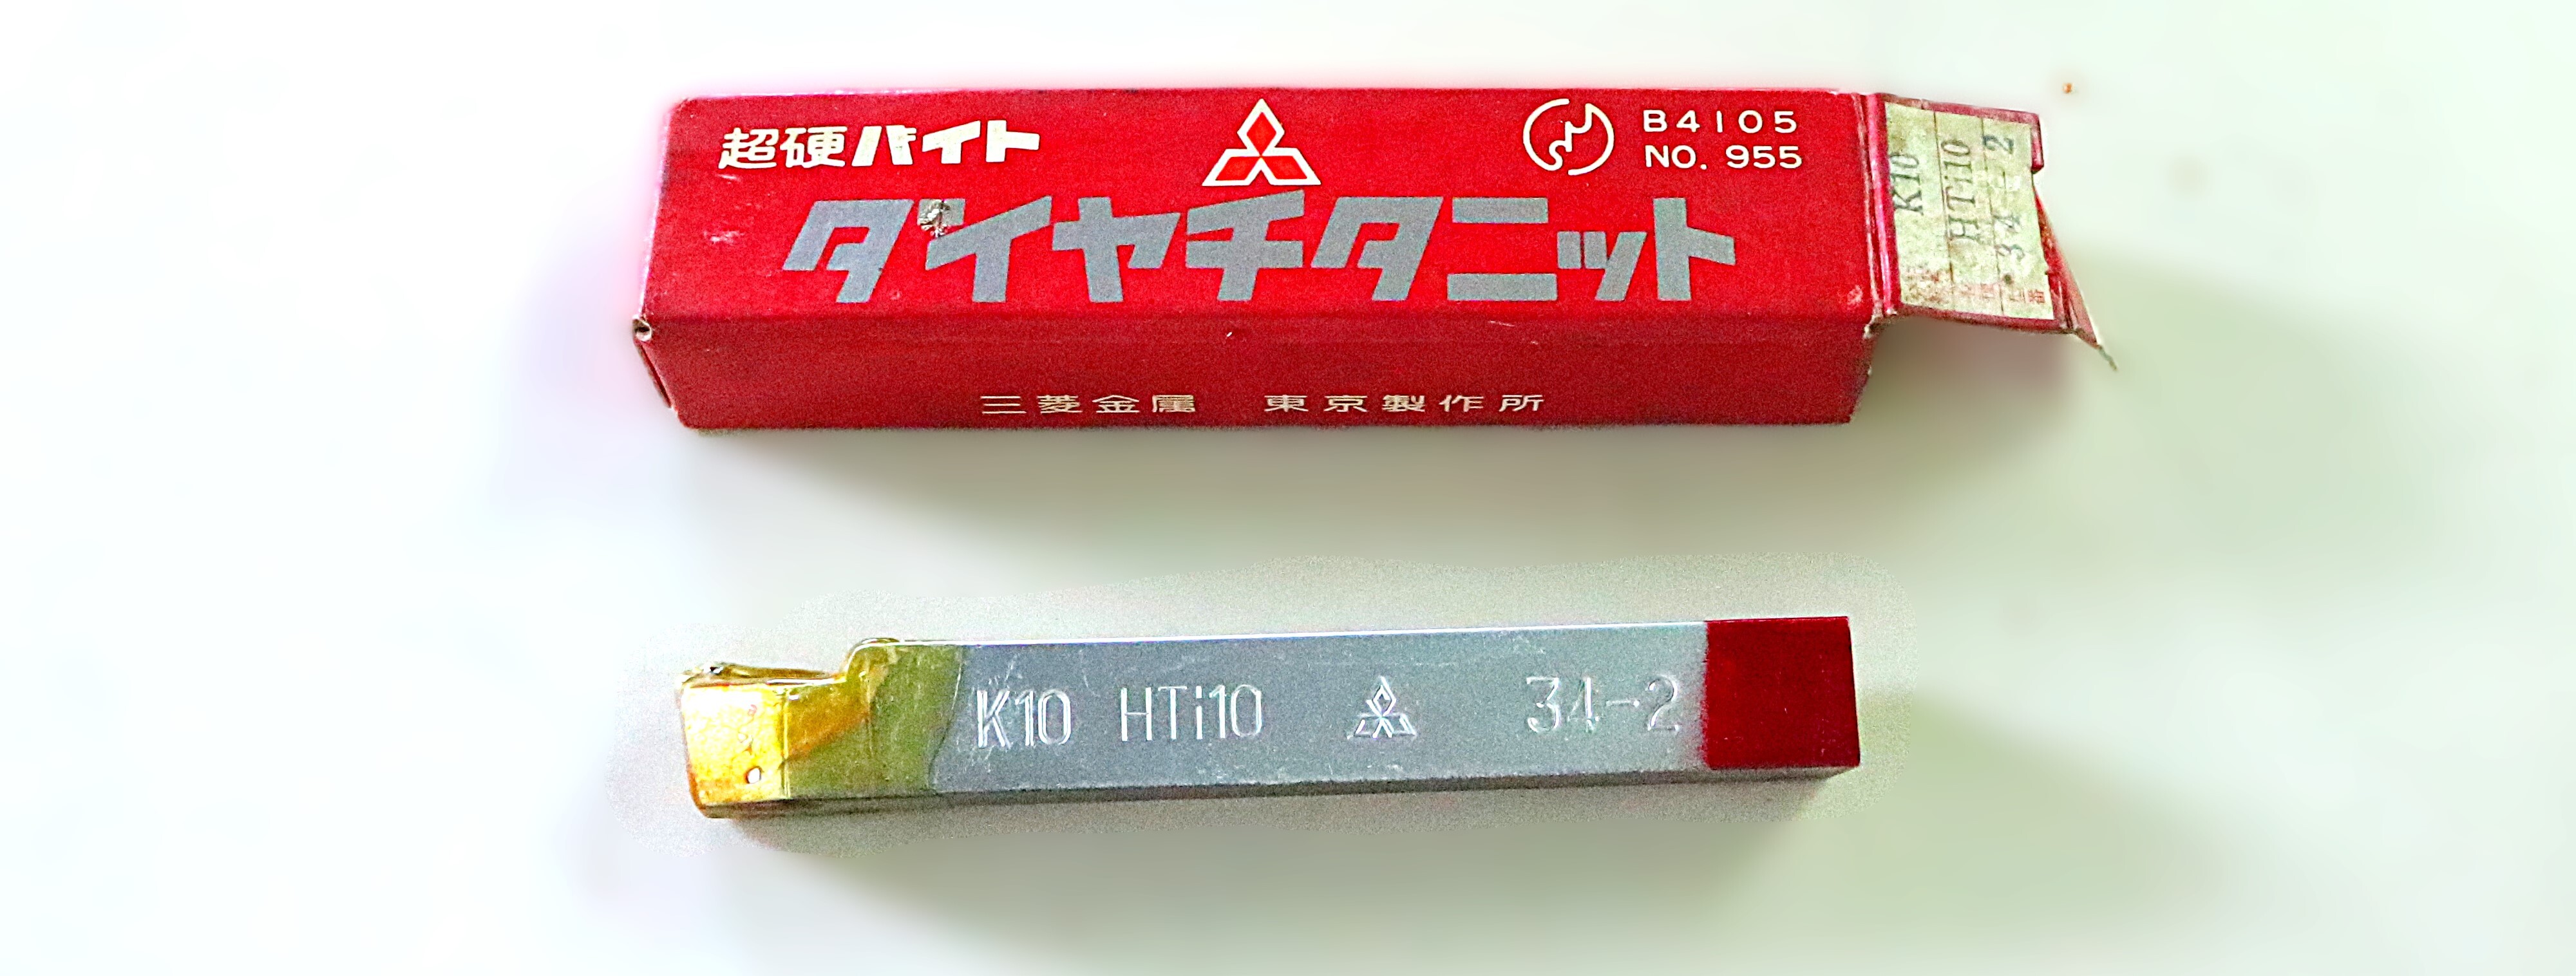 超硬バイト
B4105
NO. 955
ダイヤチタニット
三菱金属 東京製作所
K10
HTi10
34-2
K10 HTi10 34-2